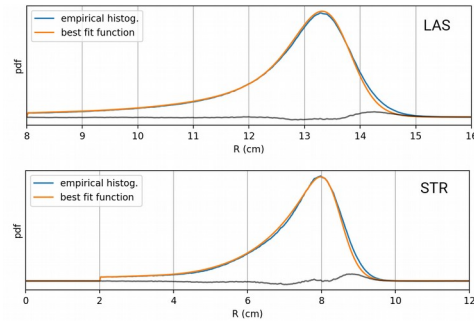 empirical histog.
best fit function
LAS
pdf
8 9 10 11 12 13 14 15 16
R (cm)
empirical histog.
best fit function
STR
pdf
0 2 4 6 8 10 12
R (cm)